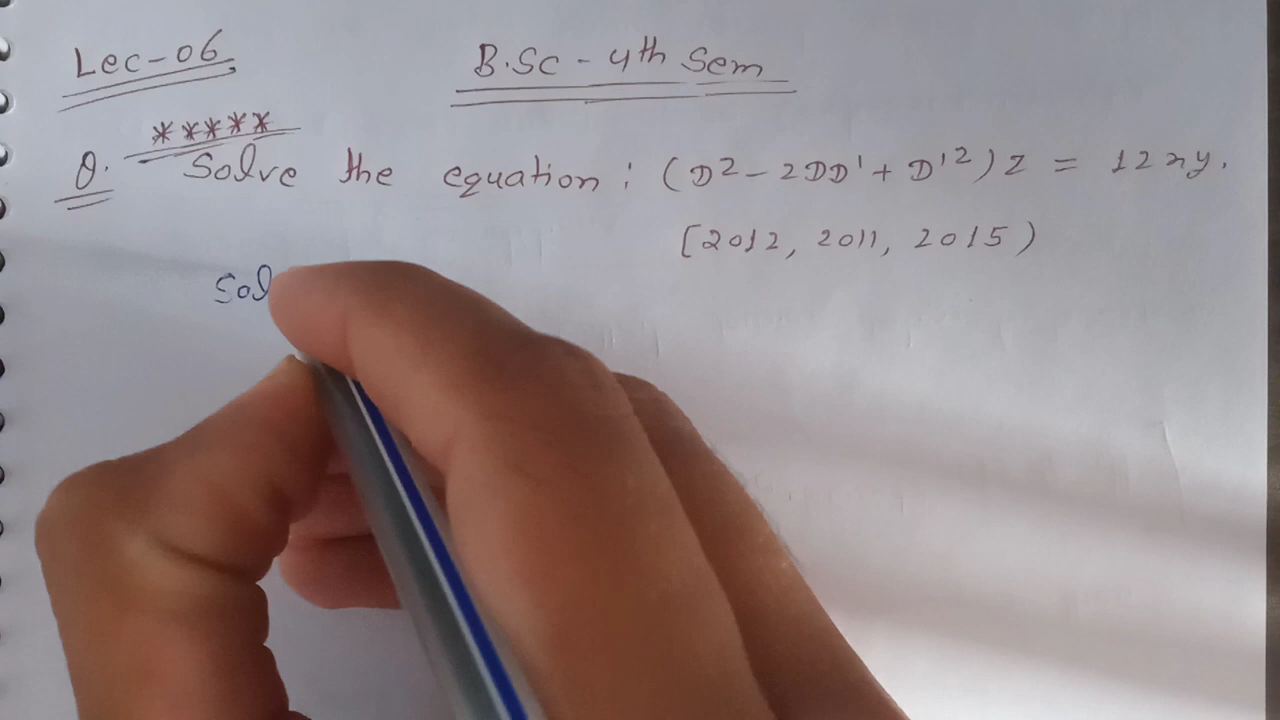 Lec-06
B.Sc - 4th Sem
*****
Q. Solve the equation : (D² - 2DD' + D'²) Z = 12xy.
[2012, 2011, 2015)
Sol